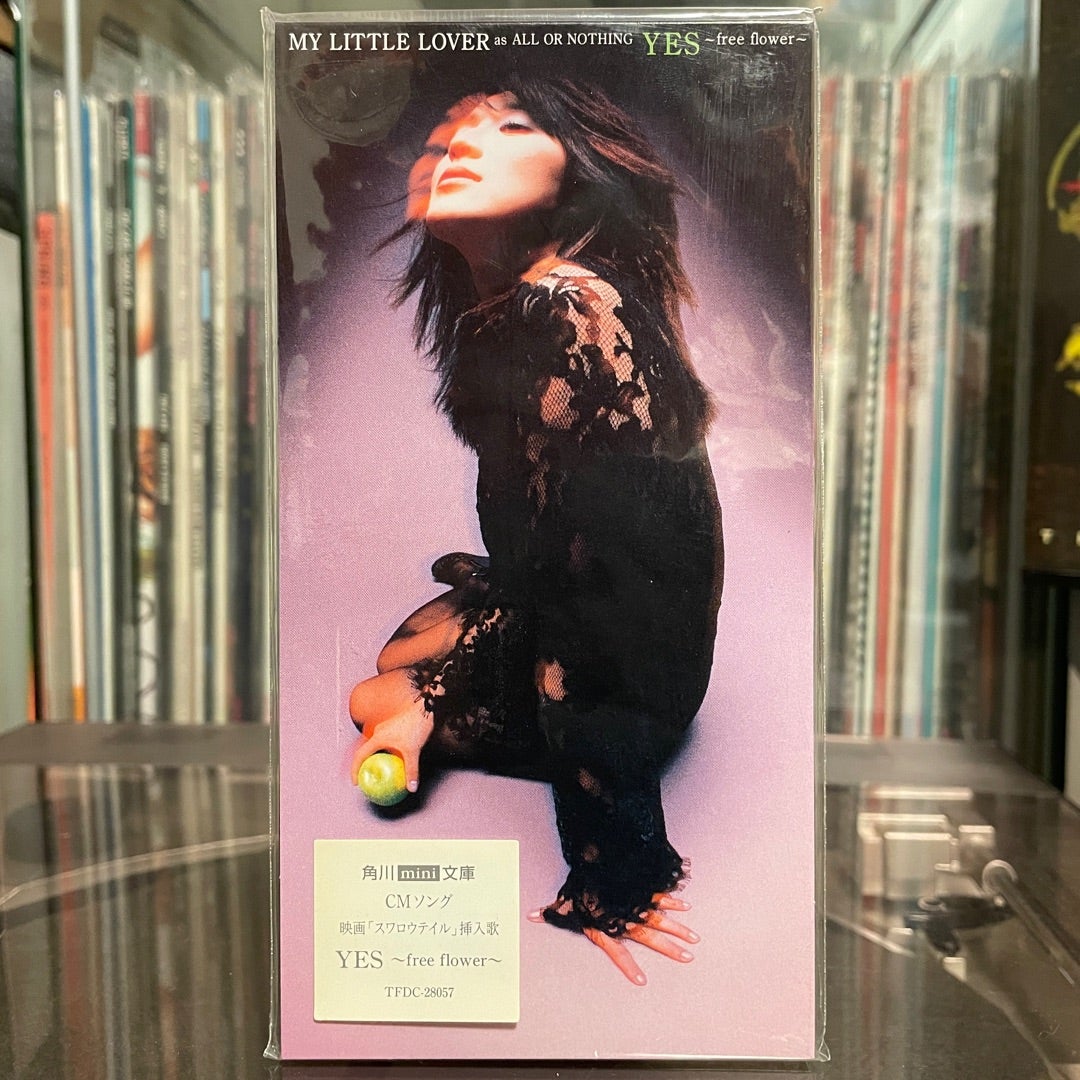 MY LITTLE LOVER as ALL OR NOTHING YES ~free flower~
角川mini文庫
CMソング
映画「スワロウテイル」挿入歌
YES ~free flower~
TFDC-28057